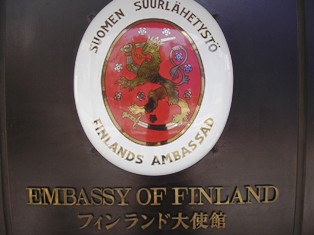 SUOMEN SUURLÄHETYSTÖ
FINLANDS AMBASSAD
EMBASSY OF FINLAND
フィンランド大使館